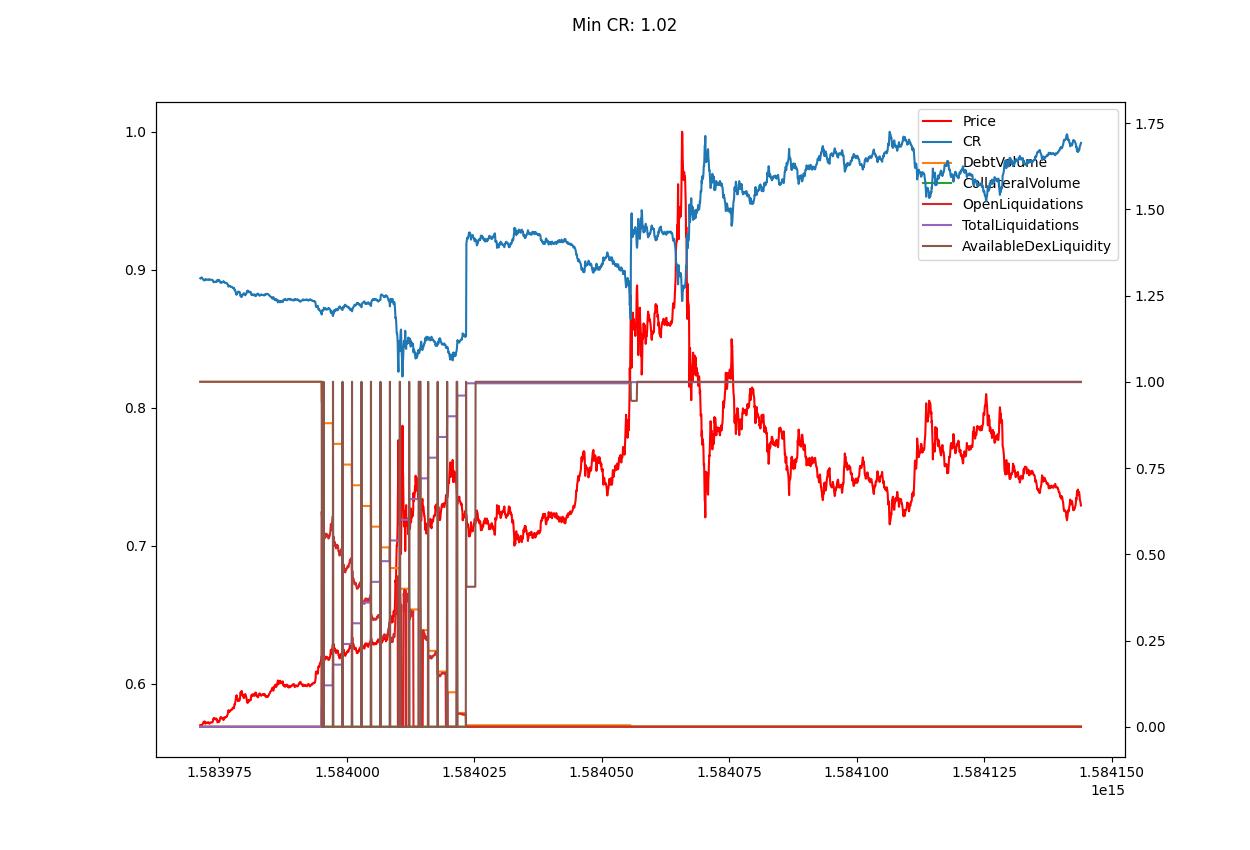 Min CR: 1.02
1.0
0.9
0.8
0.7
0.6
1.75
1.50
1.25
1.00
0.75
0.50
0.25
0.00
Price
CR
DebtVolume
CollateralVolume
OpenLiquidations
TotalLiquidations
AvailableDexLiquidity
1.583975 1.584000 1.584025 1.584050 1.584075 1.584100 1.584125 1.584150
1e15